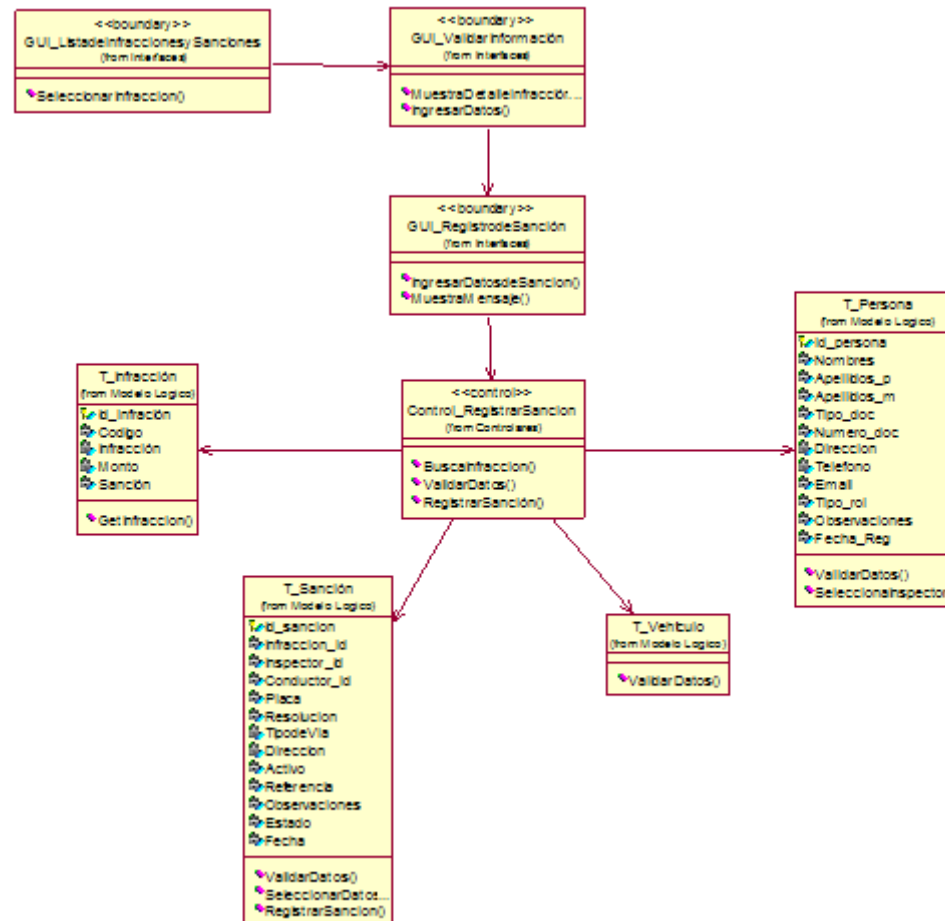 <<boundary>>
GUI_ListadeInfraccionesySanciones
(from Interfaces)
SeleccionarInfraccion()
<<boundary>>
GUI_ValidarInformación
(from Interfaces)
MuestraDetalleInfracción....
IngresarDatos()
<<boundary>>
GUI_RegistrodeSanción
(from Interfaces)
IngresarDatosdeSancion()
MuestraMensaje()
T_Persona
(from Modelo Logico)
Id_persona
Nombres
Apellidos_p
Apellidos_m
Tipo_doc
Numero_doc
Direccion
Telefono
Email
Tipo_rol
Observaciones
Fecha_Reg
ValidarDatos()
SeleccionaInspector
T_Infracción
(from Modelo Logico)
Id_Infración
Codigo
Infracción
Monto
Sanción
GetInfraccion()
<<control>>
Control_RegistrarSancion
(from Controlares)
BuscaInfraccion()
ValidarDatos()
RegistrarSanción()
T_Sanción
(from Modelo Logico)
Id_sancion
Infraccion_Id
Inspector_Id
Conductor_Id
Placa
Resolucion
TipodeVia
Direccion
Activo
Referencia
Observaciones
Estado
Fecha
ValidarDatos()
SeleccionarDatos...
RegistrarSancion()
T_Vehículo
(from Modelo Logico)
ValidarDatos()